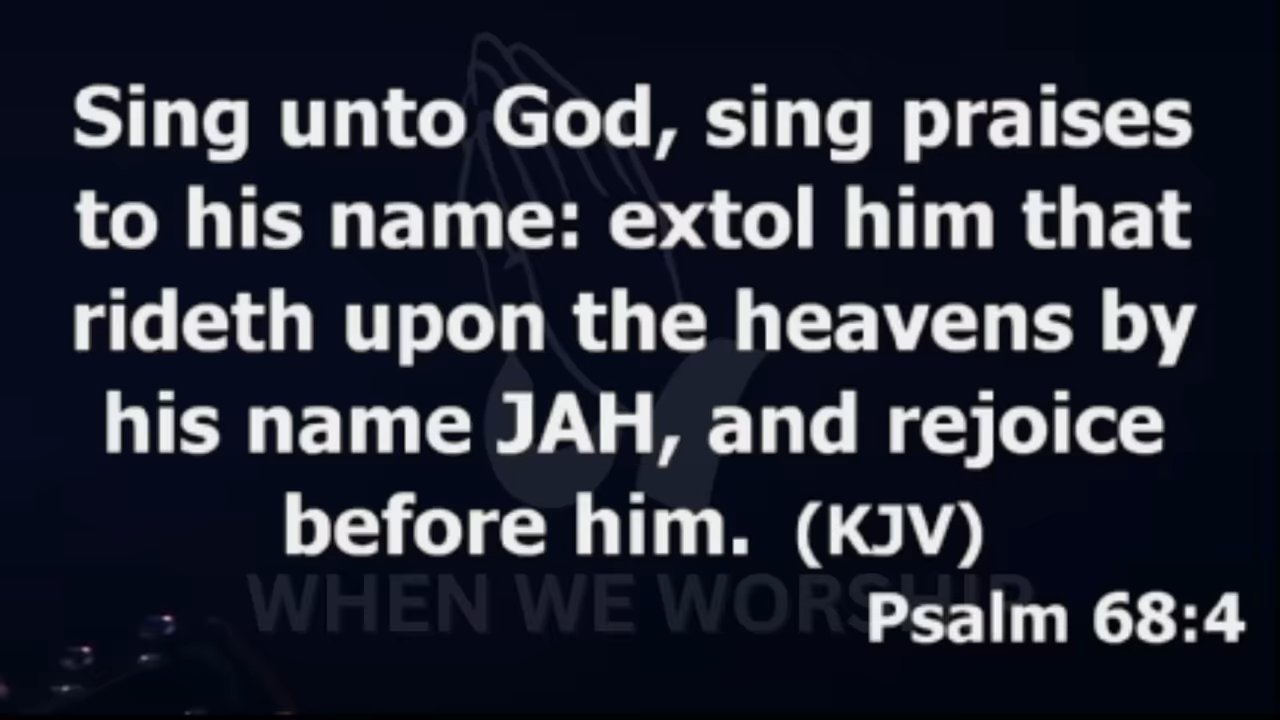 Sing unto God, sing praises
to his name: extol him that
rideth upon the heavens by
his name JAH, and rejoice
before him. (KJV)
WHEN WE WORSHIP
Psalm 68:4